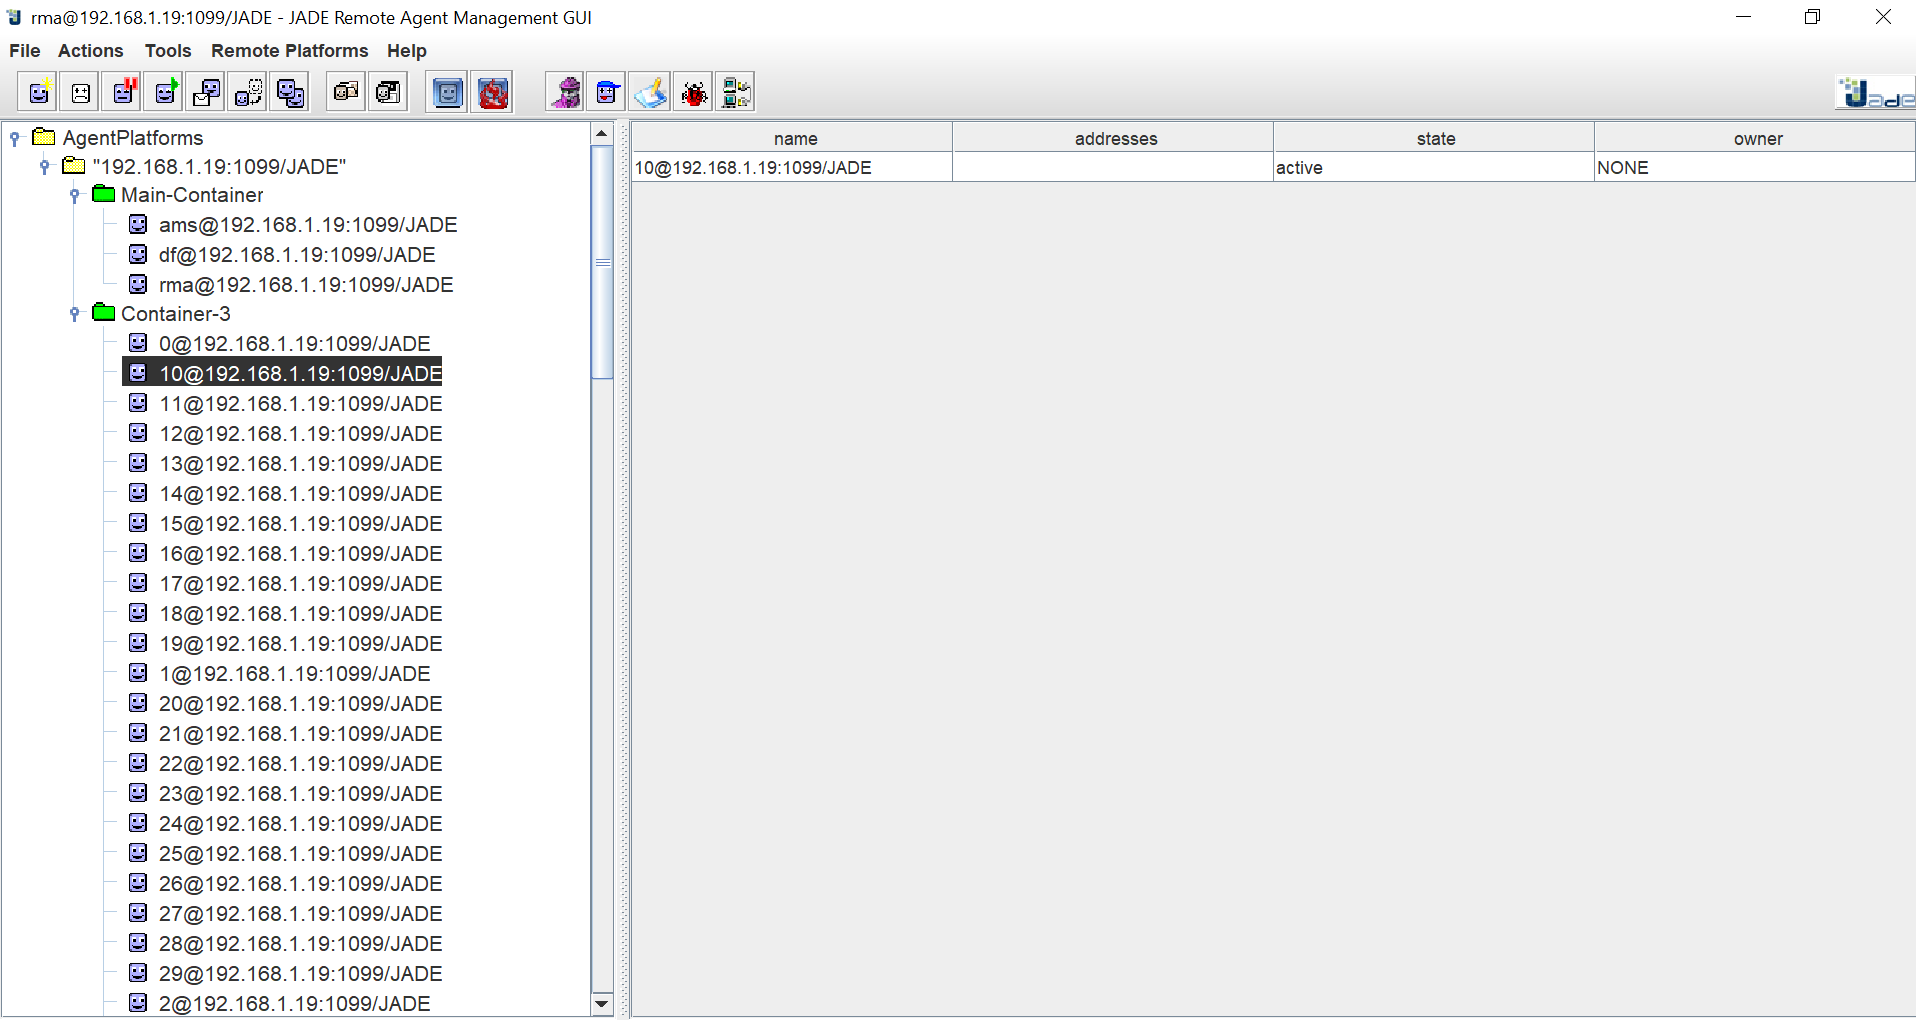 rma@192.168.1.19:1099/JADE - JADE Remote Agent Management GUI
File Actions Tools Remote Platforms Help
Jade
AgentPlatforms
"192.168.1.19:1099/JADE"
Main-Container
ams@192.168.1.19:1099/JADE
df@192.168.1.19:1099/JADE
rma@192.168.1.19:1099/JADE
Container-3
0@192.168.1.19:1099/JADE
10@192.168.1.19:1099/JADE
11@192.168.1.19:1099/JADE
12@192.168.1.19:1099/JADE
13@192.168.1.19:1099/JADE
14@192.168.1.19:1099/JADE
15@192.168.1.19:1099/JADE
16@192.168.1.19:1099/JADE
17@192.168.1.19:1099/JADE
18@192.168.1.19:1099/JADE
19@192.168.1.19:1099/JADE
1@192.168.1.19:1099/JADE
20@192.168.1.19:1099/JADE
21@192.168.1.19:1099/JADE
22@192.168.1.19:1099/JADE
23@192.168.1.19:1099/JADE
24@192.168.1.19:1099/JADE
25@192.168.1.19:1099/JADE
26@192.168.1.19:1099/JADE
27@192.168.1.19:1099/JADE
28@192.168.1.19:1099/JADE
29@192.168.1.19:1099/JADE
2@192.168.1.19:1099/JADE
name addresses state owner
10@192.168.1.19:1099/JADE active NONE